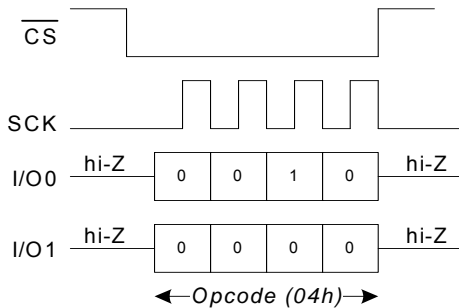 CS
SCK
hi-Z hi-Z
I/O0 0 0 1 0
hi-Z hi-Z
I/O1 0 0 0 0
Opcode (04h)